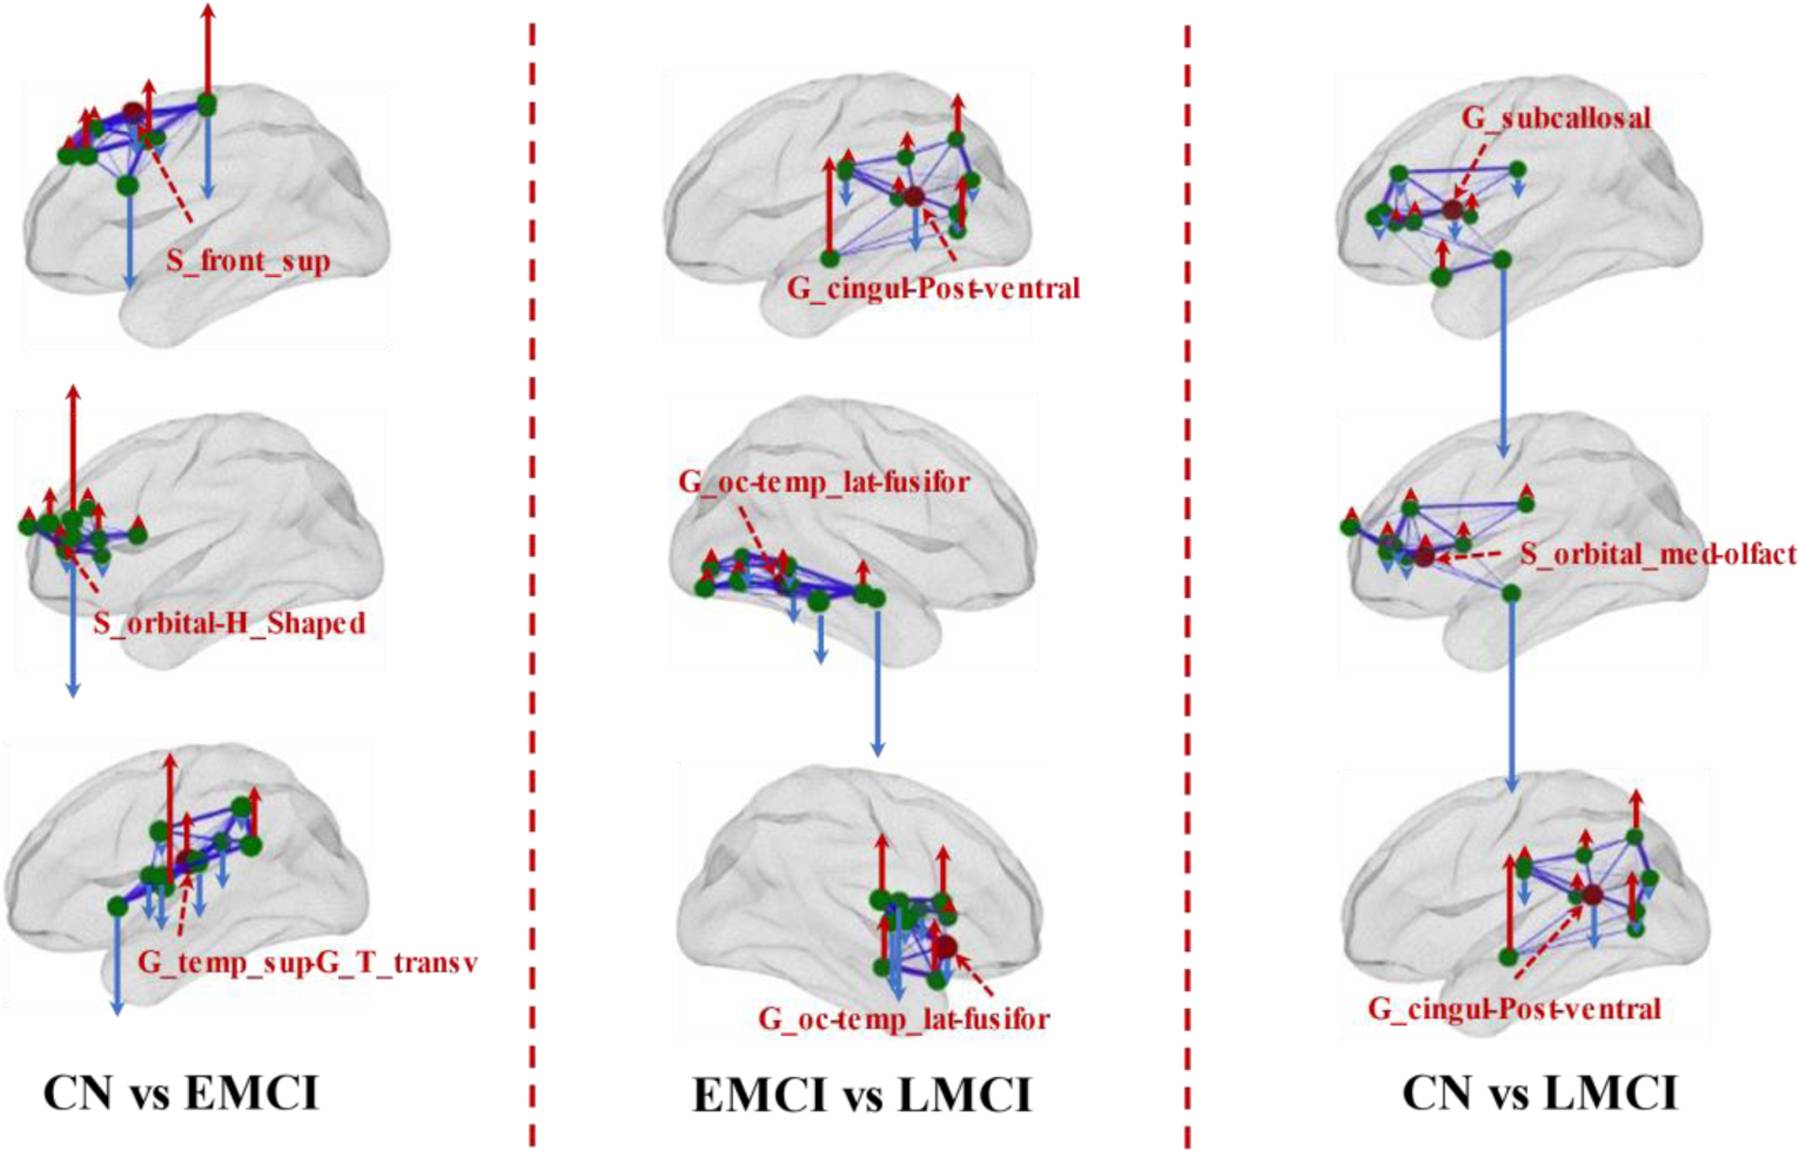 S_front_sup
S_orbital-H_Shaped
G_temp_sup-G_T_transv
CN vs EMCI
G_cingul-Post-ventral
G_oc-temp_lat-fusifor
G_oc-temp_lat-fusifor
EMCI vs LMCI
G_subcallosal
S_orbital_med-olfact
G_cingul-Post-ventral
CN vs LMCI